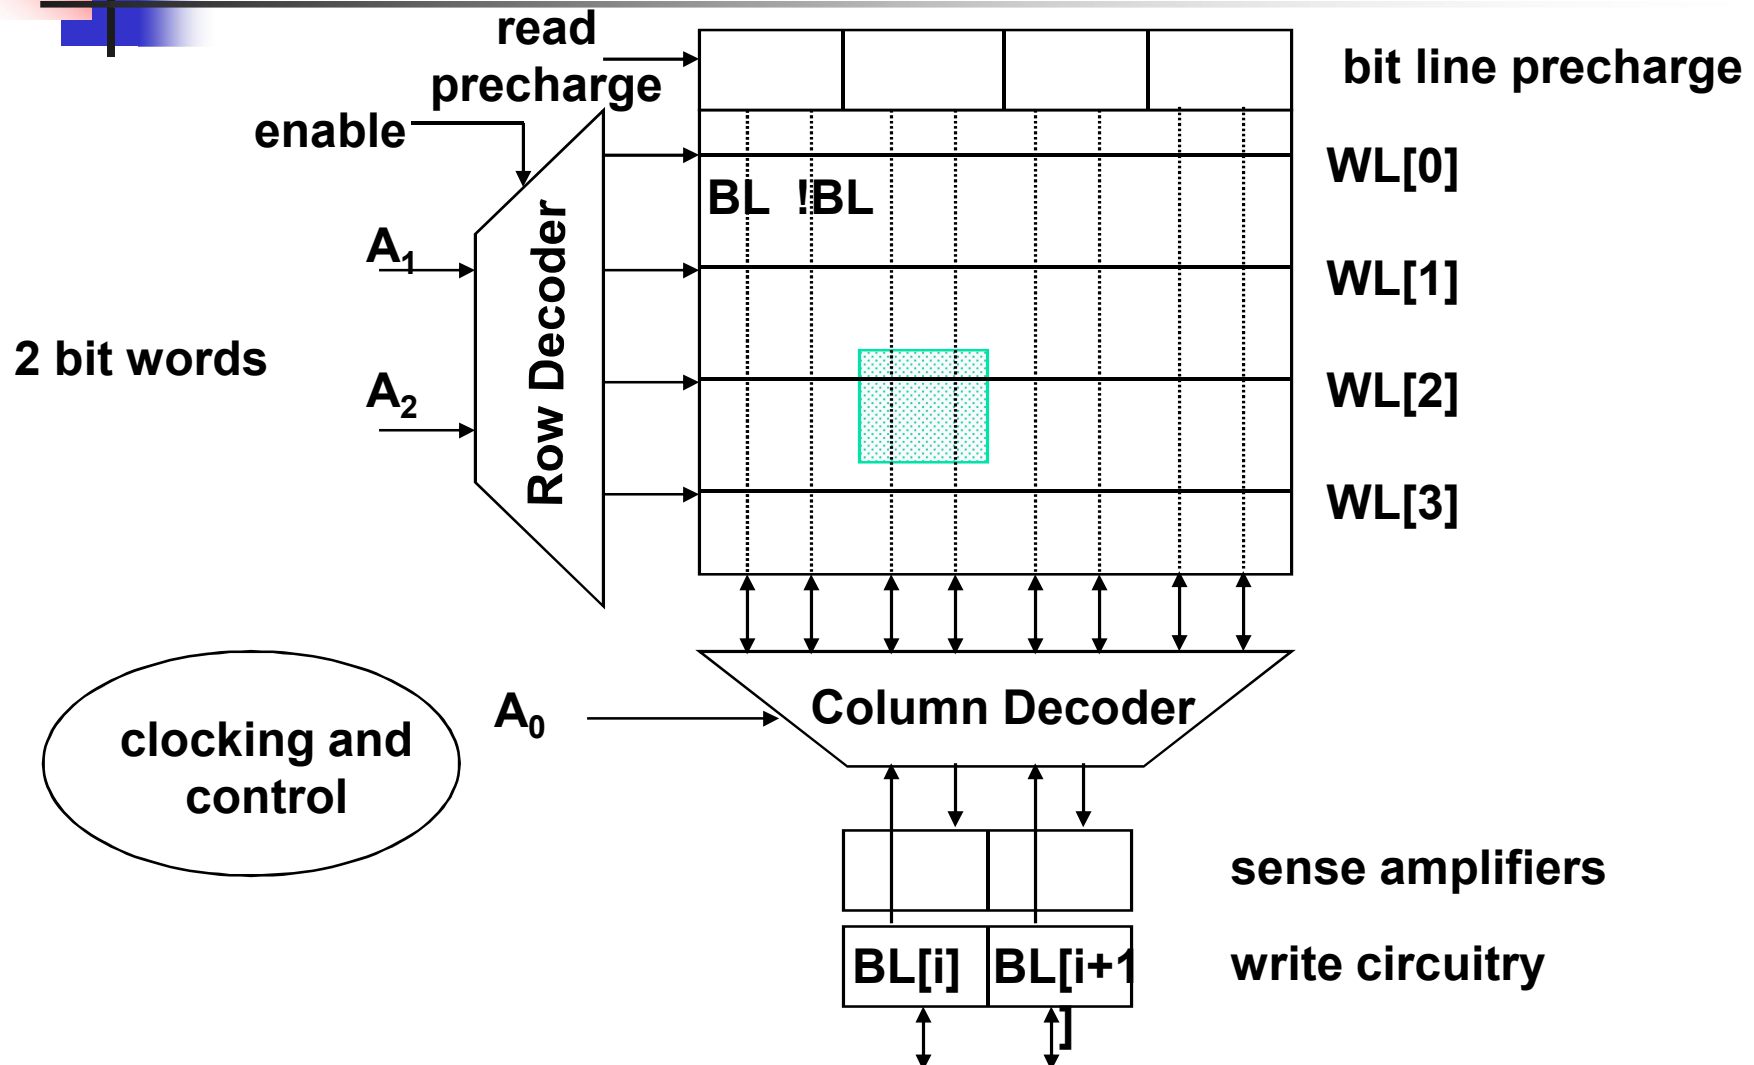 read
precharge
bit line precharge
enable
WL[0]
BL !BL
A1
WL[1]
Row Decoder
2 bit words
A2
WL[2]
WL[3]
clocking and
control
A0
Column Decoder
sense amplifiers
BL[i] BL[i+1
]
write circuitry